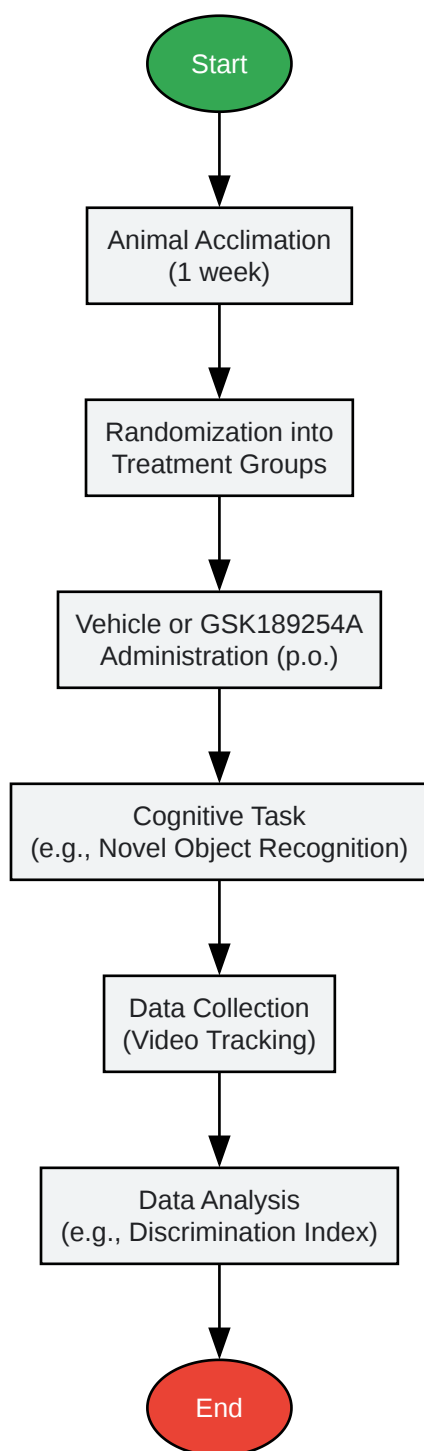 Start
Animal Acclimation
(1 week)
Randomization into
Treatment Groups
Vehicle or GSK189254A
Administration (p.o.)
Cognitive Task
(e.g., Novel Object Recognition)
Data Collection
(Video Tracking)
Data Analysis
(e.g., Discrimination Index)
End